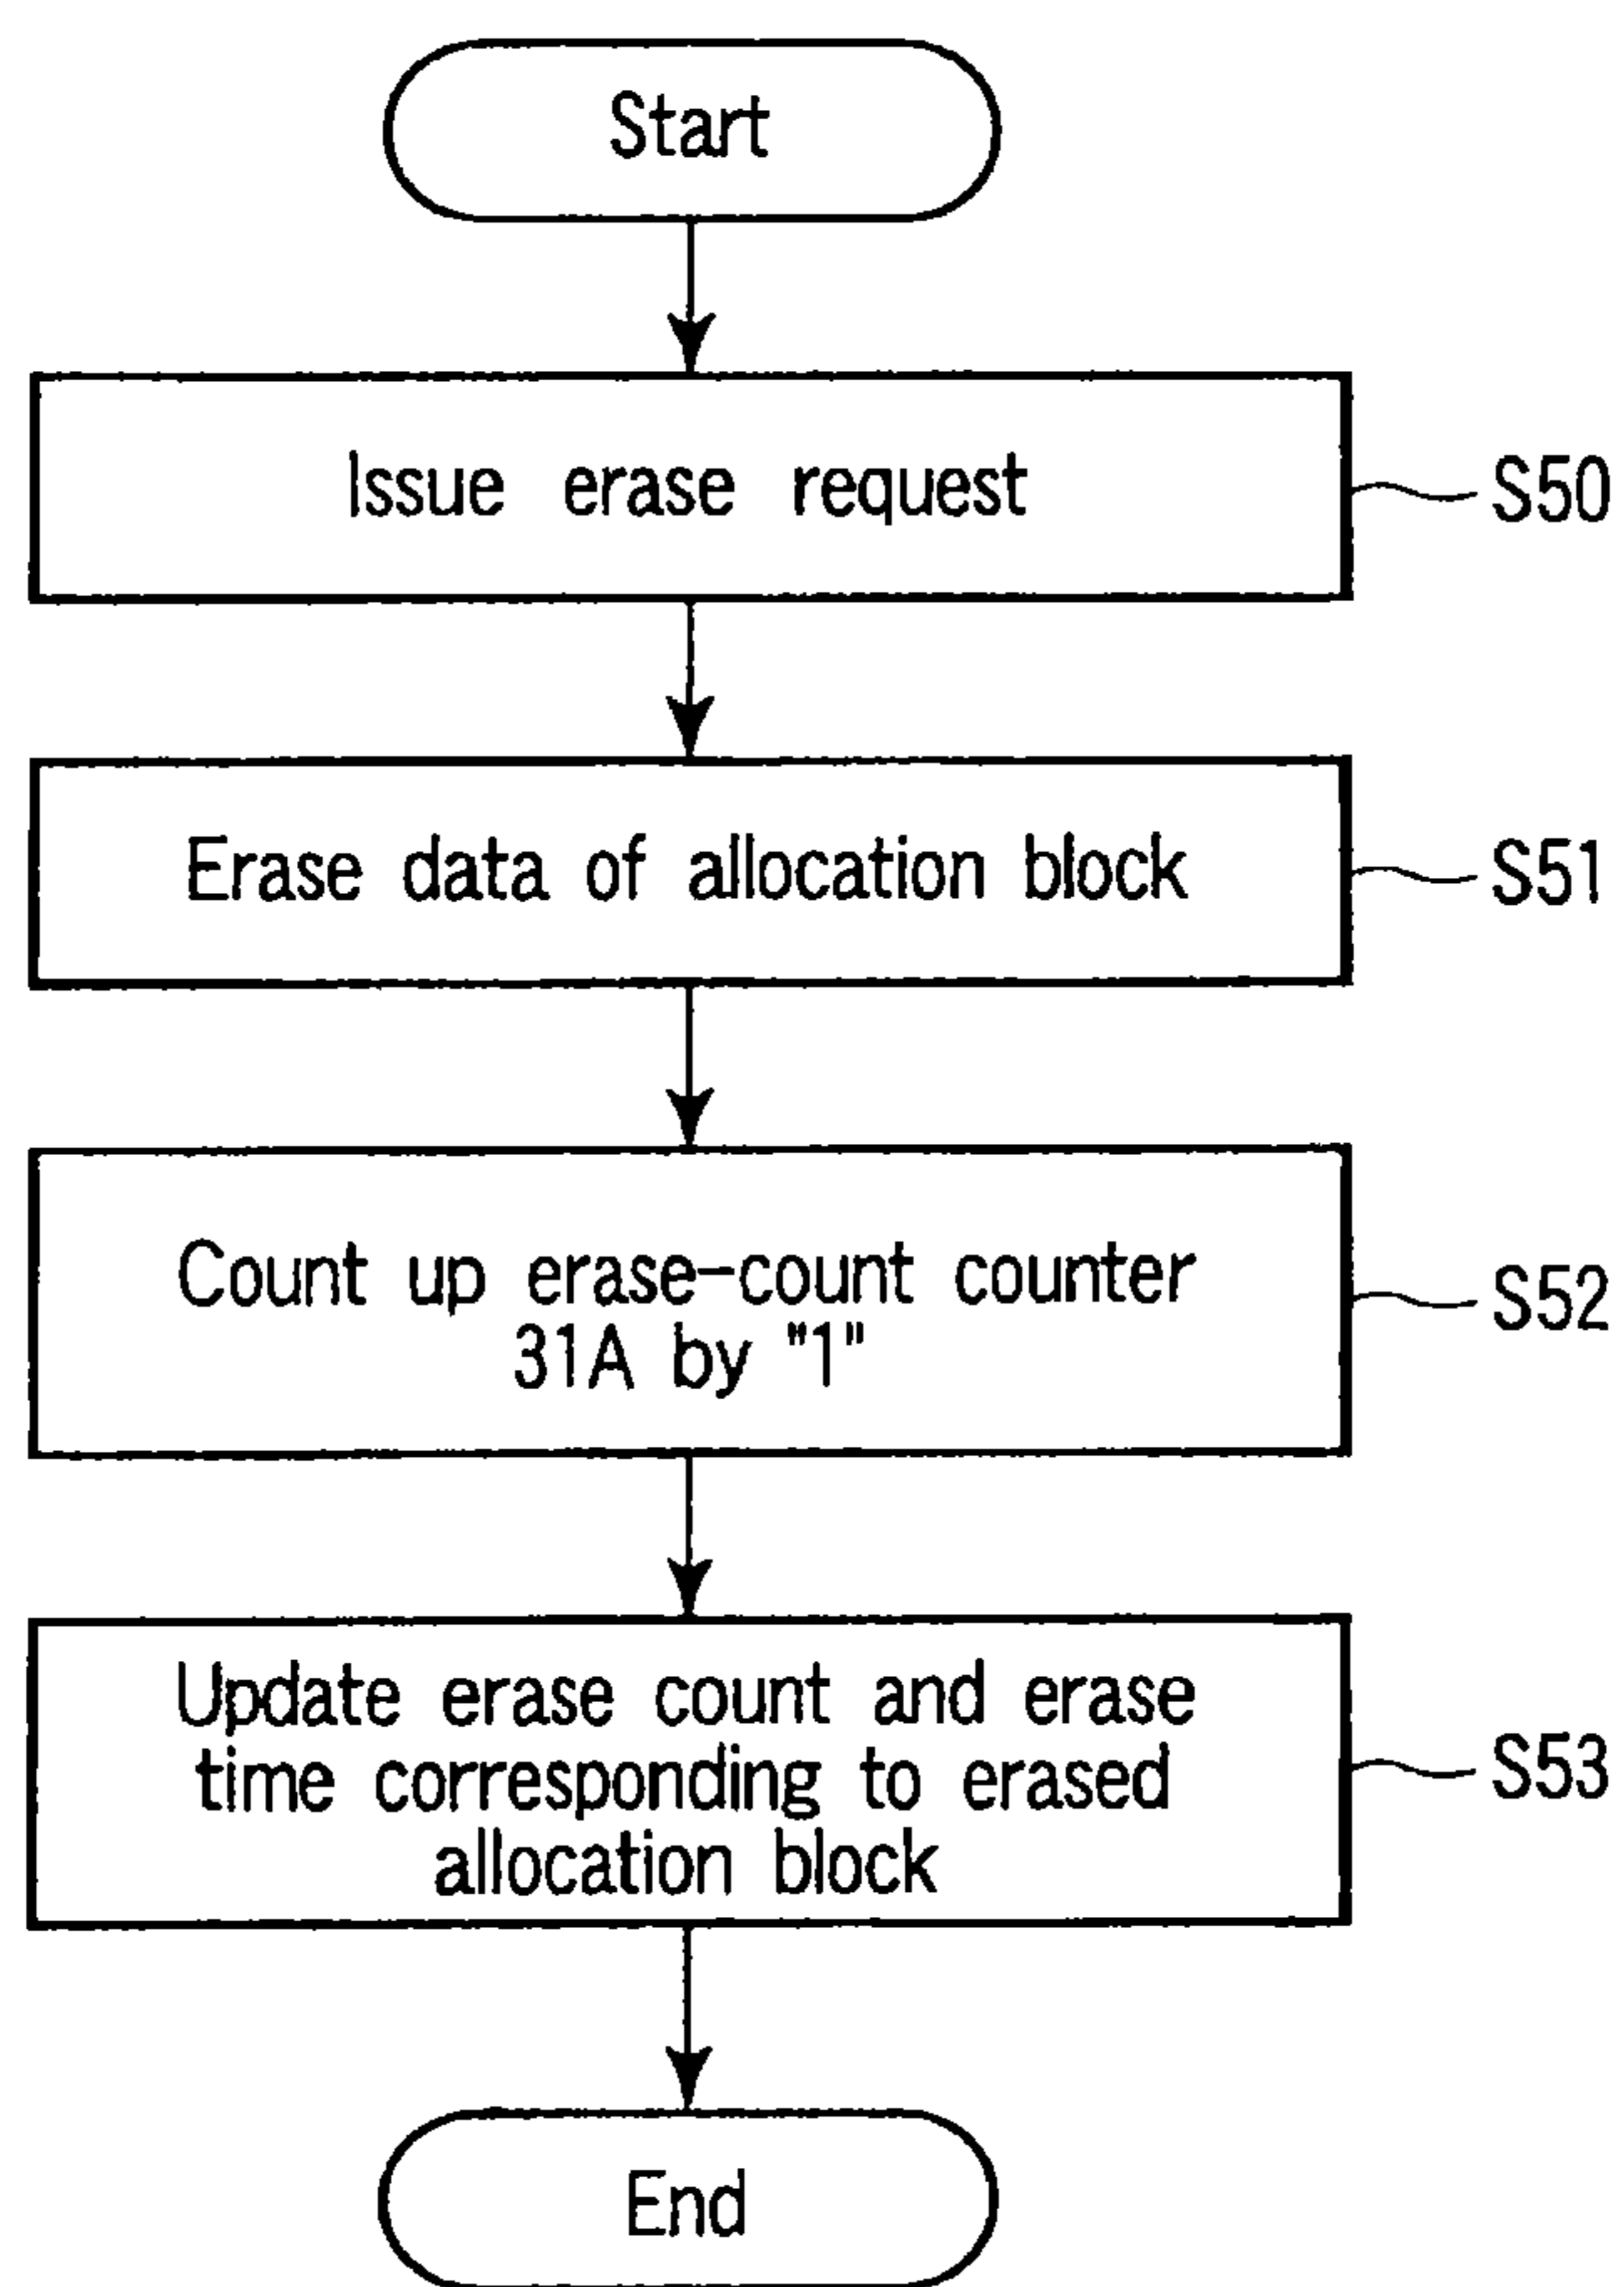 Start
Issue erase request
S50
Erase data of allocation block
S51
Count up erase-count counter
31A by "1"
S52
Update erase count and erase
time corresponding to erased
allocation block
S53
End